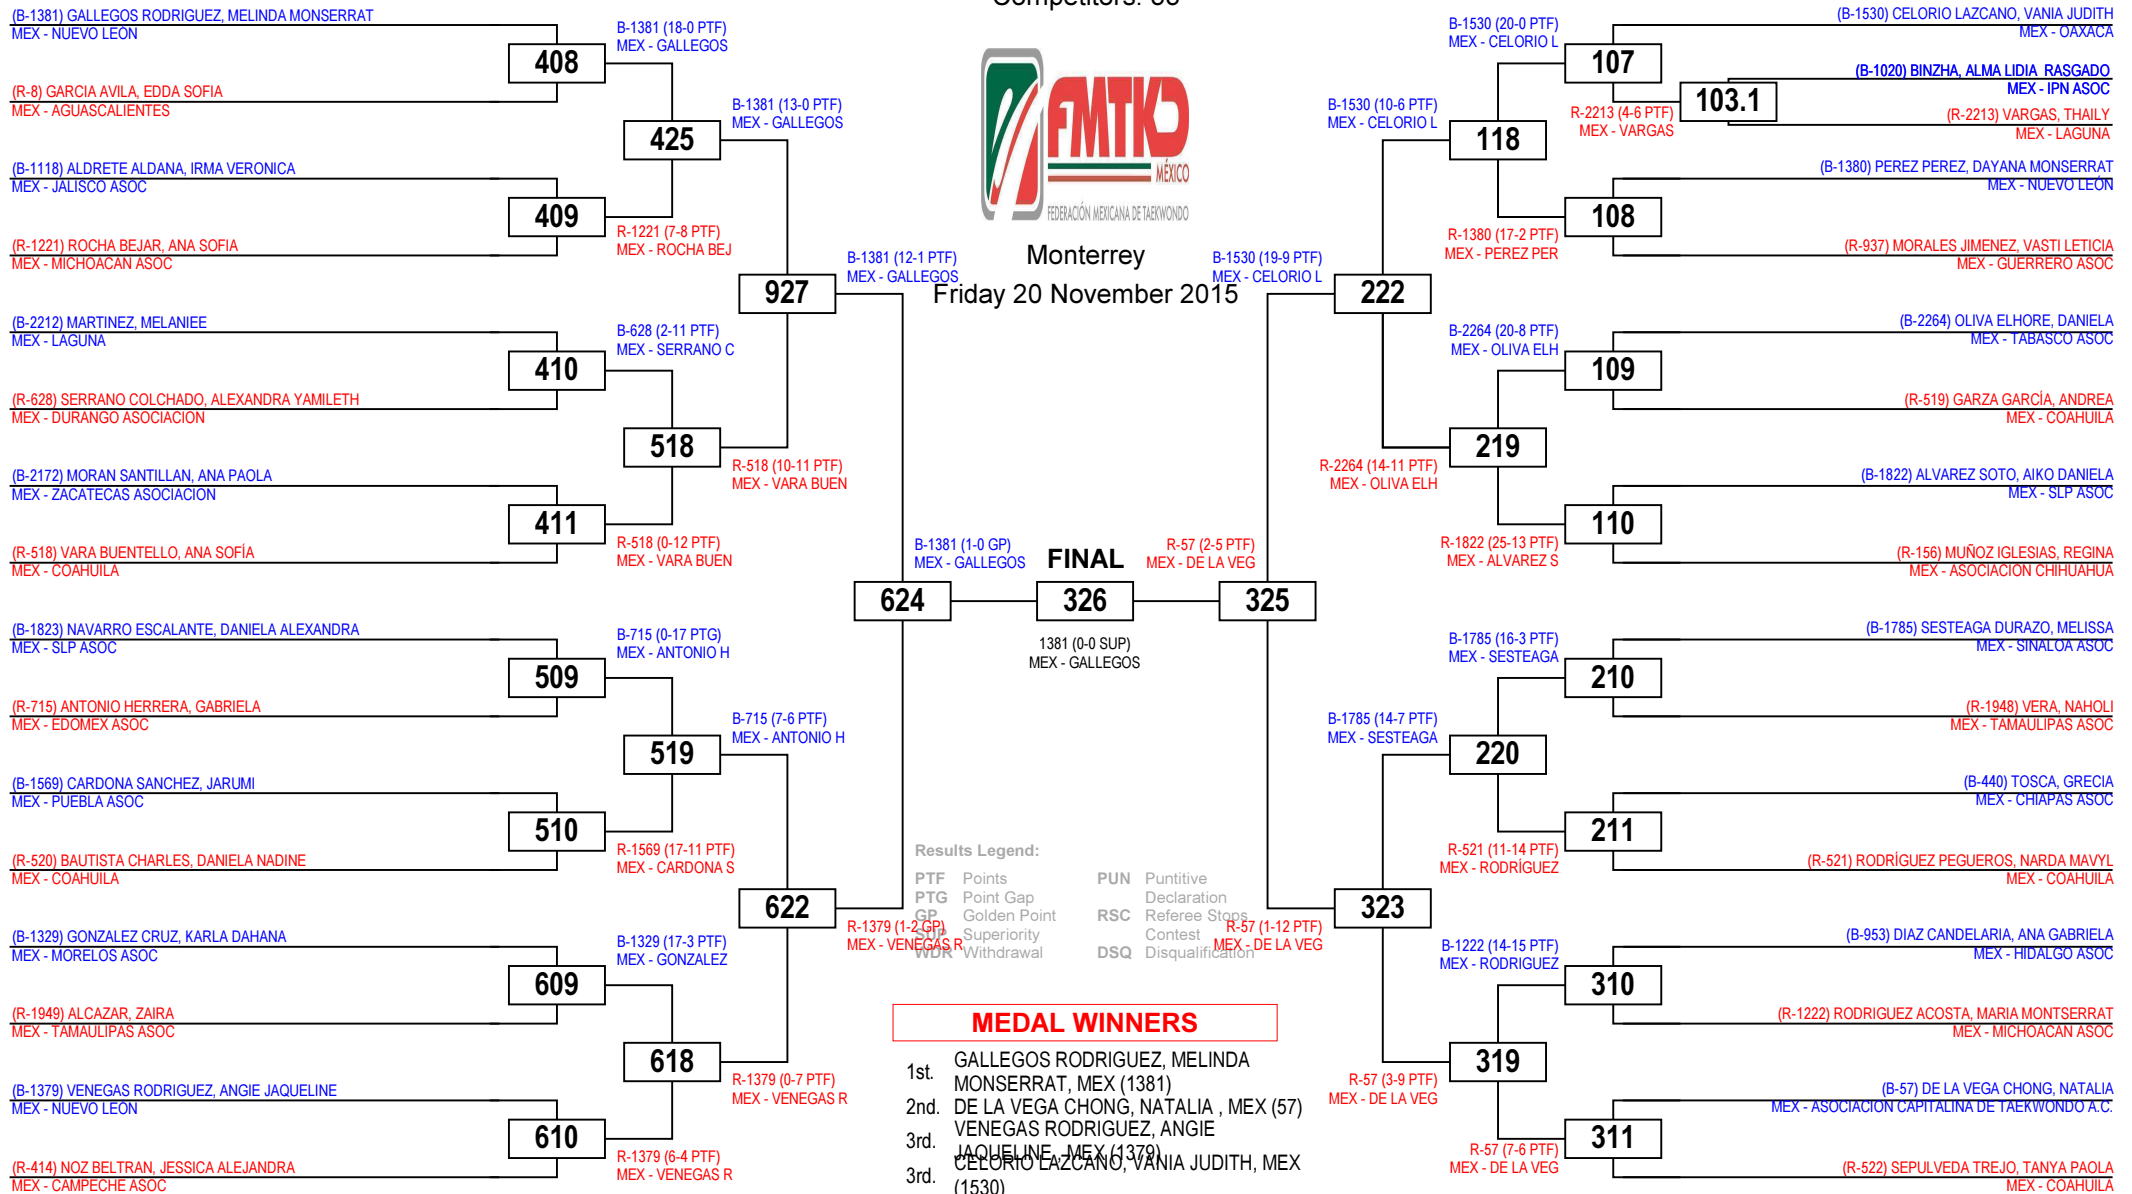 (B-1381) GALLEGOS RODRIGUEZ, MELINDA MONSERRAT
MEX - NUEVO LEÓN
(R-8) GARCIA AVILA, EDDA SOFIA
MEX - AGUASCALIENTES
(B-1118) ALDRETE ALDANA, IRMA VERONICA
MEX - JALISCO ASOC
(R-1221) ROCHA BEJAR, ANA SOFIA
MEX - MICHOACAN ASOC
(B-2212) MARTINEZ, MELANIEE
MEX - LAGUNA
(R-628) SERRANO COLCHADO, ALEXANDRA YAMILETH
MEX - DURANGO ASOCIACION
(B-2172) MORAN SANTILLAN, ANA PAOLA
MEX - ZACATECAS ASOCIACION
(R-518) VARA BUENTELLO, ANA SOFÍA
MEX - COAHUILA
(B-1823) NAVARRO ESCALANTE, DANIELA ALEXANDRA
MEX - SLP ASOC
(R-715) ANTONIO HERRERA, GABRIELA
MEX - EDOMEX ASOC
(B-1569) CARDONA SANCHEZ, JARUMI
MEX - PUEBLA ASOC
(R-520) BAUTISTA CHARLES, DANIELA NADINE
MEX - COAHUILA
(B-1329) GONZALEZ CRUZ, KARLA DAHANA
MEX - MORELOS ASOC
(R-1949) ALCAZAR, ZAIRA
MEX - TAMAULIPAS ASOC
(B-1379) VENEGAS RODRIGUEZ, ANGIE JAQUELINE
MEX - NUEVO LEÓN
(R-414) NOZ BELTRAN, JESSICA ALEJANDRA
MEX - CAMPECHE ASOC
408
409
410
411
509
510
609
610
B-1381 (18-0 PTF)
MEX - GALLEGOS
R-1221 (7-8 PTF)
MEX - ROCHA BEJ
B-628 (2-11 PTF)
MEX - SERRANO C
R-518 (0-12 PTF)
MEX - VARA BUEN
B-715 (0-17 PTG)
MEX - ANTONIO H
R-1569 (17-11 PTF)
MEX - CARDONA S
B-1329 (17-3 PTF)
MEX - GONZALEZ
R-1379 (6-4 PTF)
MEX - VENEGAS R
425
518
519
618
B-1381 (13-0 PTF)
MEX - GALLEGOS
R-518 (10-11 PTF)
MEX - VARA BUEN
B-715 (7-6 PTF)
MEX - ANTONIO H
R-1379 (0-7 PTF)
MEX - VENEGAS R
927
622
B-1381 (12-1 PTF)
MEX - GALLEGOS
R-1379 (1-2 GP)
MEX - VENEGAS R
624
B-1381 (1-0 GP)
MEX - GALLEGOS
FMTKD
MÉXICO
FEDERACIÓN MEXICANA DE TAEKWONDO
Monterrey
Friday 20 November 2015
FINAL
326
1381 (0-0 SUP)
MEX - GALLEGOS
R-57 (2-5 PTF)
MEX - DE LA VEG
325
B-1530 (19-9 PTF)
MEX - CELORIO L
R-57 (1-12 PTF)
MEX - DE LA VEG
222
323
B-1530 (10-6 PTF)
MEX - CELORIO L
R-2264 (14-11 PTF)
MEX - OLIVA ELH
B-1785 (14-7 PTF)
MEX - SESTEAGA
R-57 (3-9 PTF)
MEX - DE LA VEG
118
219
220
319
B-1530 (20-0 PTF)
MEX - CELORIO L
R-1380 (17-2 PTF)
MEX - PEREZ PER
B-2264 (20-8 PTF)
MEX - OLIVA ELH
R-1822 (25-13 PTF)
MEX - ALVAREZ S
B-1785 (16-3 PTF)
MEX - SESTEAGA
R-521 (11-14 PTF)
MEX - RODRÍGUEZ
B-1222 (14-15 PTF)
MEX - RODRIGUEZ
R-57 (7-6 PTF)
MEX - DE LA VEG
107
108
109
110
210
211
310
311
R-2213 (4-6 PTF)
MEX - VARGAS
103.1
(B-1530) CELORIO LAZCANO, VANIA JUDITH
MEX - OAXACA
(B-1020) BINZHA, ALMA LIDIA RASGADO
MEX - IPN ASOC
(R-2213) VARGAS, THAILY
MEX - LAGUNA
(B-1380) PEREZ PEREZ, DAYANA MONSERRAT
MEX - NUEVO LEÓN
(R-937) MORALES JIMENEZ, VASTI LETICIA
MEX - GUERRERO ASOC
(B-2264) OLIVA ELHORE, DANIELA
MEX - TABASCO ASOC
(R-519) GARZA GARCÍA, ANDREA
MEX - COAHUILA
(B-1822) ALVAREZ SOTO, AIKO DANIELA
MEX - SLP ASOC
(R-156) MUÑOZ IGLESIAS, REGINA
MEX - ASOCIACION CHIHUAHUA
(B-1785) SESTEAGA DURAZO, MELISSA
MEX - SINALOA ASOC
(R-1948) VERA, NAHOLI
MEX - TAMAULIPAS ASOC
(B-440) TOSCA, GRECIA
MEX - CHIAPAS ASOC
(R-521) RODRÍGUEZ PEGUEROS, NARDA MAVYL
MEX - COAHUILA
(B-953) DIAZ CANDELARIA, ANA GABRIELA
MEX - HIDALGO ASOC
(R-1222) RODRIGUEZ ACOSTA, MARIA MONTSERRAT
MEX - MICHOACAN ASOC
(B-57) DE LA VEGA CHONG, NATALIA
MEX - ASOCIACION CAPITALINA DE TAEKWONDO A.C.
(R-522) SEPULVEDA TREJO, TANYA PAOLA
MEX - COAHUILA
Results Legend:
PTF Points
PTG Point Gap
GP Golden Point
SUP Superiority
WDR Withdrawal
PUN Puntitive
Declaration
RSC Referee Stops
Contest
DSQ Disqualification
MEDAL WINNERS
1st. GALLEGOS RODRIGUEZ, MELINDA
MONSERRAT, MEX (1381)
2nd. DE LA VEGA CHONG, NATALIA , MEX (57)
3rd. VENEGAS RODRIGUEZ, ANGIE
JAQUELINE , MEX (1379)
3rd. CELORIO LAZCANO, VANIA JUDITH, MEX
(1530)